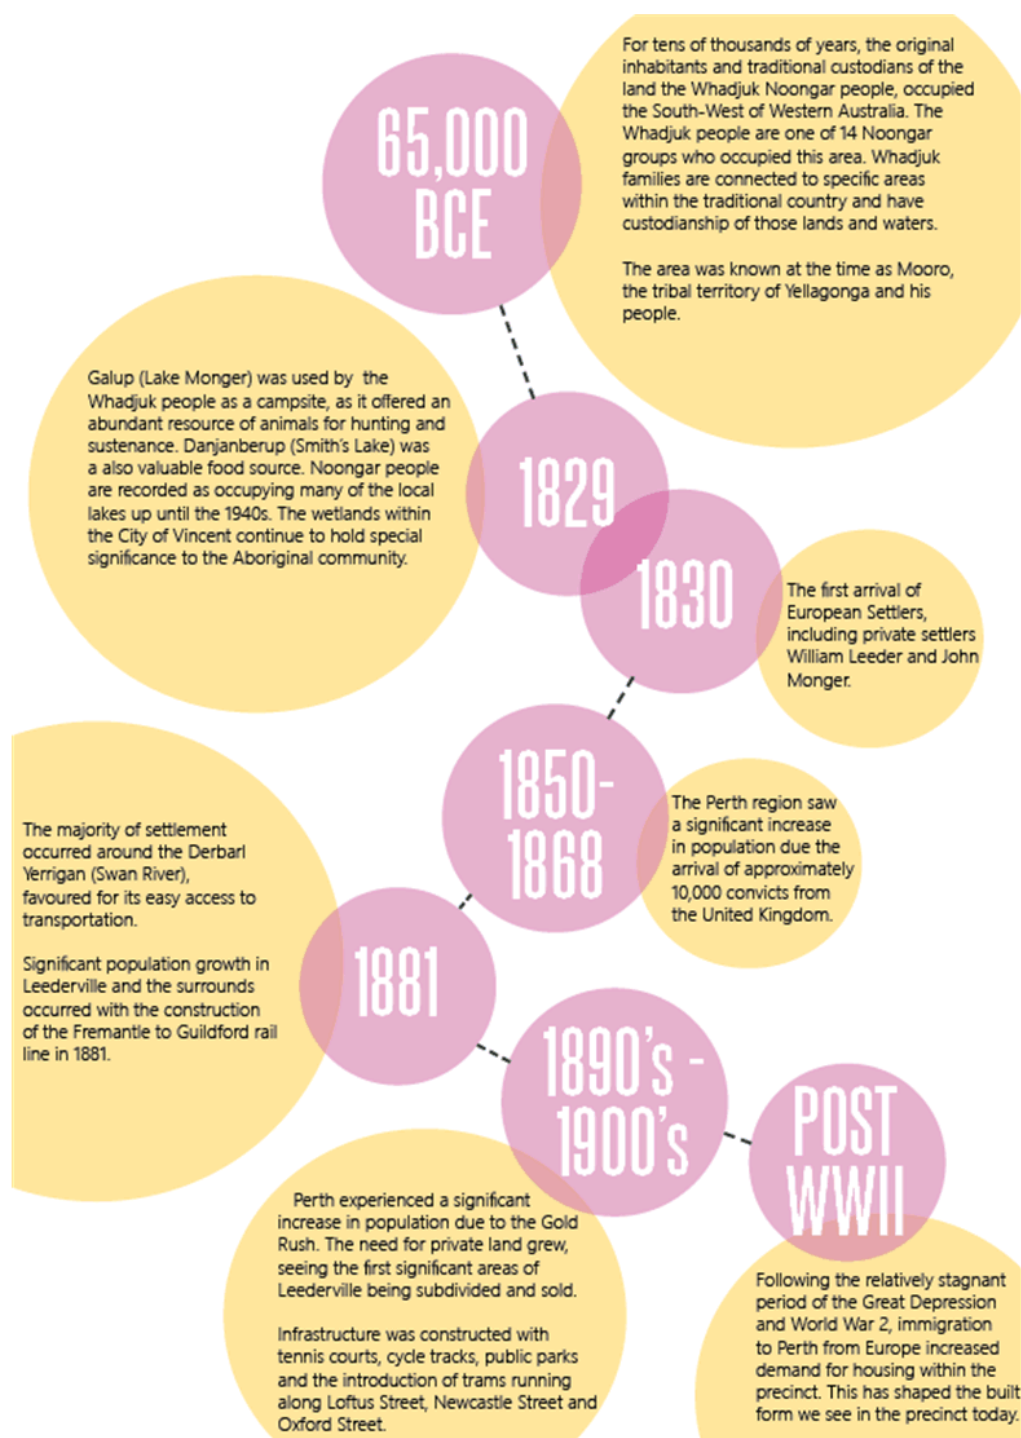 65,000
BCE
For tens of thousands of years, the original
inhabitants and traditional custodians of the
land the Whadjuk Noongar people, occupied
the South-West of Western Australia. The
Whadjuk people are one of 14 Noongar
groups who occupied this area. Whadjuk
families are connected to specific areas
within the traditional country and have
custodianship of those lands and waters.
The area was known at the time as Mooro,
the tribal territory of Yellagonga and his
people.
1829
Galup (Lake Monger) was used by the
Whadjuk people as a campsite, as it offered an
abundant resource of animals for hunting and
sustenance. Danjanberup (Smith's Lake) was
a also valuable food source. Noongar people
are recorded as occupying many of the local
lakes up until the 1940s. The wetlands within
the City of Vincent continue to hold special
significance to the Aboriginal community.
1830
The first arrival of
European Settlers,
including private settlers
William Leeder and John
Monger.
1850-
1868
The Perth region saw
a significant increase
in population due the
arrival of approximately
10,000 convicts from
the United Kingdom.
1881
The majority of settlement
occurred around the Derbarl
Yerrigan (Swan River),
favoured for its easy access to
transportation.
Significant population growth in
Leederville and the surrounds
occurred with the construction
of the Fremantle to Guildford rail
line in 1881.
1890's -
1900's
Perth experienced a significant
increase in population due to the Gold
Rush. The need for private land grew,
seeing the first significant areas of
Leederville being subdivided and sold.
Infrastructure was constructed with
tennis courts, cycle tracks, public parks
and the introduction of trams running
along Loftus Street, Newcastle Street and
Oxford Street.
POST
WWII
Following the relatively stagnant
period of the Great Depression
and World War 2, immigration
to Perth from Europe increased
demand for housing within the
precinct. This has shaped the built
form we see in the precinct today.